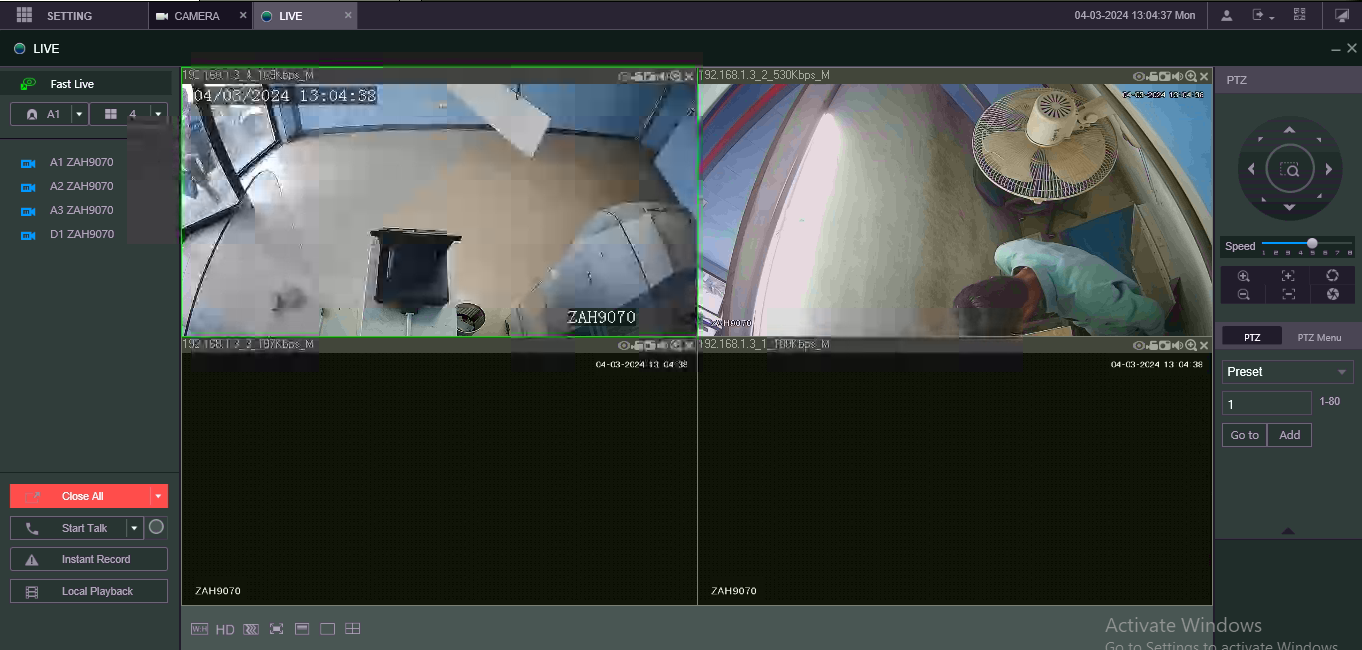 SETTING
CAMERA
LIVE
04-03-2024 13:04:37 Mon
LIVE
Fast Live
A1
4
A1 ZAH9070
A2 ZAH9070
A3 ZAH9070
D1 ZAH9070
Close All
Start Talk
Instant Record
Local Playback
192.168.1.3_4_163Kbps_M
04/03/2024 13:04:38
ZAH9070
192.168.1.3_2_530Kbps_M
04-03-2024 13:04:36
ZAH9070
192.168.1.3_3_197Kbps_M
04-03-2024 13 04 38
ZAH9070
192.168.1.3_1_189Kbps_M
04-03-2024 13 04 38
ZAH9070
HD
PTZ
Speed
1 2 3 4 5 6 7 8
PTZ
PTZ Menu
Preset
1
1-80
Go to
Add
Activate Windows
Go to Settings to activate Windows.